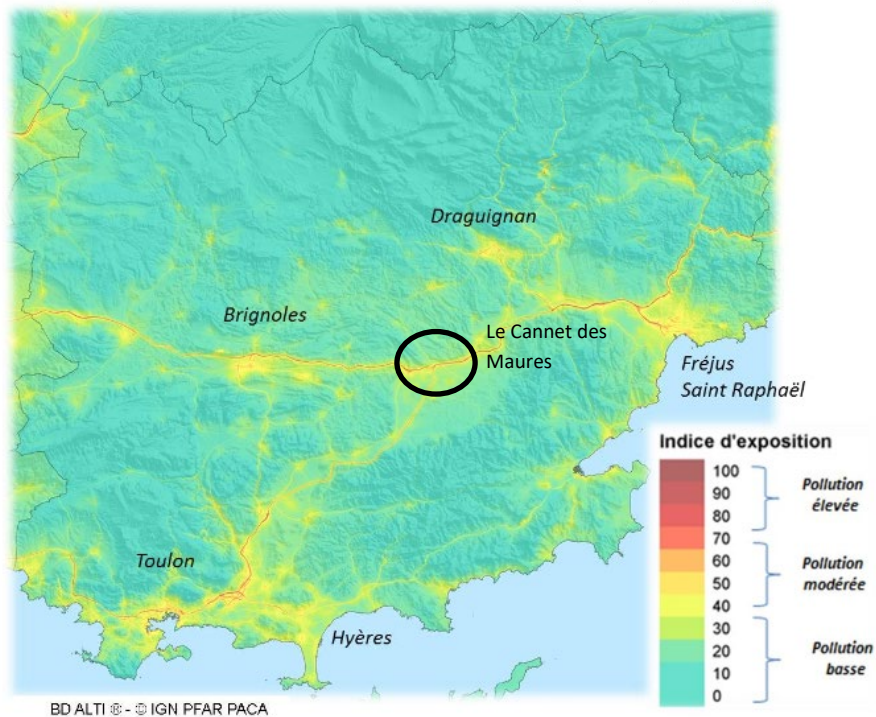 Draguignan
Brignoles
Le Cannet des
Maures
Fréjus
Saint Raphaël
Toulon
Hyères
Indice d'exposition
100
90
80
70
60
50
40
30
20
10
0
Pollution
élevée
Pollution
modérée
Pollution
basse
BD ALTI ® - © IGN PFAR PACA